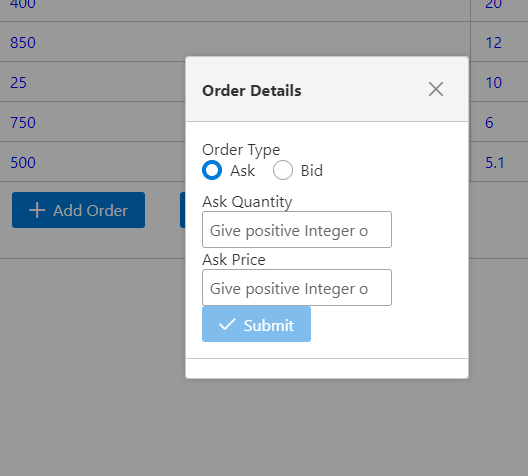 400 20
850 12
25 10
750 6
500 5.1
Add Order
Order Details
Order Type
Ask Bid
Ask Quantity
Give positive Integer o
Ask Price
Give positive Integer o
Submit